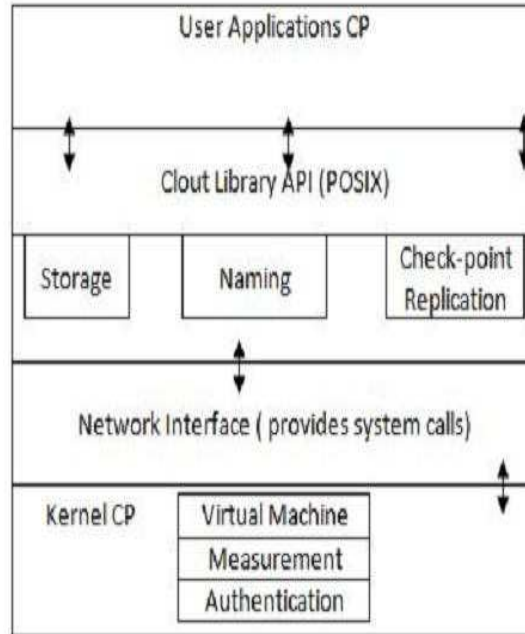 User Applications CP
Clout Library API (POSIX)
Storage
Naming
Check-point
Replication
Network Interface ( provides system calls)
Kernel CP
Virtual Machine
Measurement
Authentication